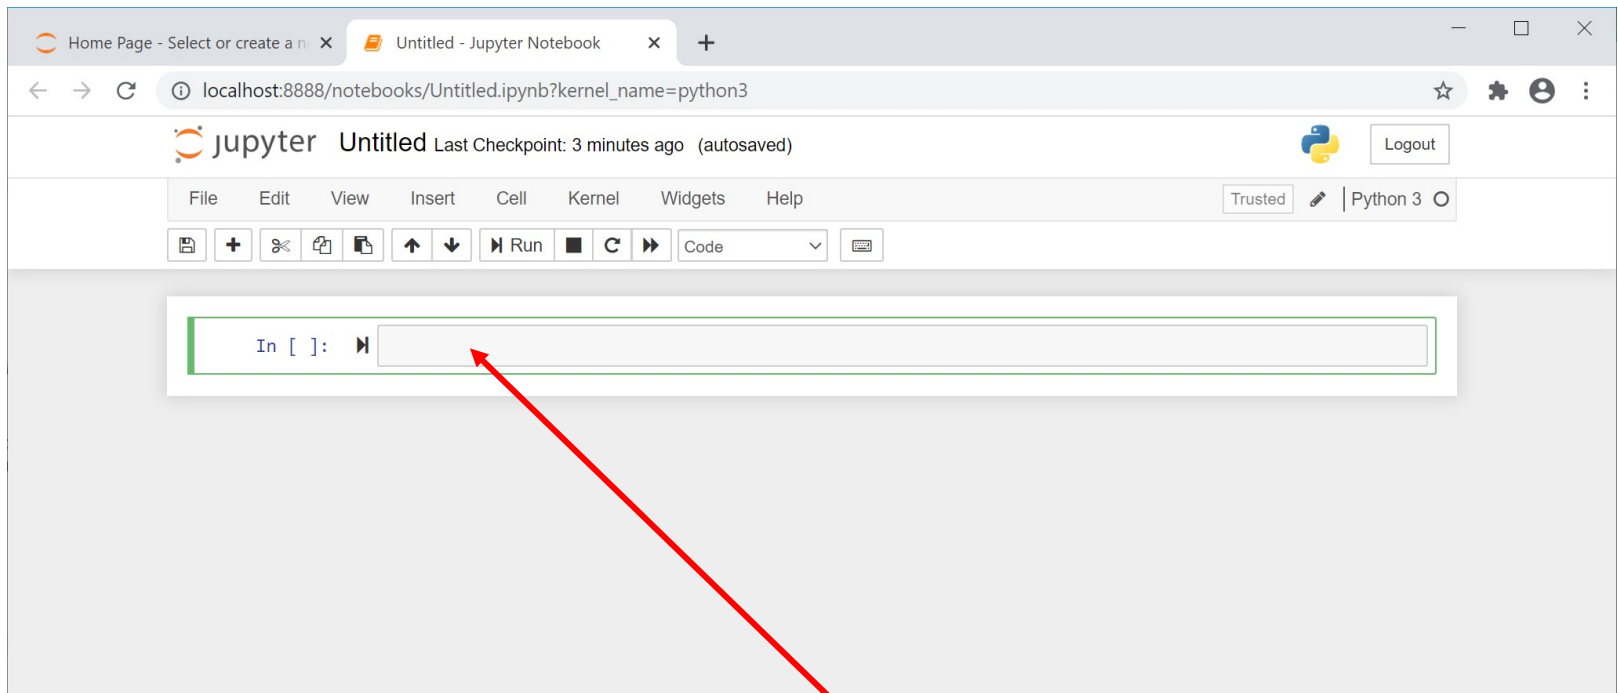 Home Page - Select or create a n
Untitled - Jupyter Notebook
localhost:8888/notebooks/Untitled.ipynb?kernel_name=python3
jupyter Untitled Last Checkpoint: 3 minutes ago (autosaved) Logout
File Edit View Insert Cell Kernel Widgets Help Trusted Python 3
Run Code
In [ ]: